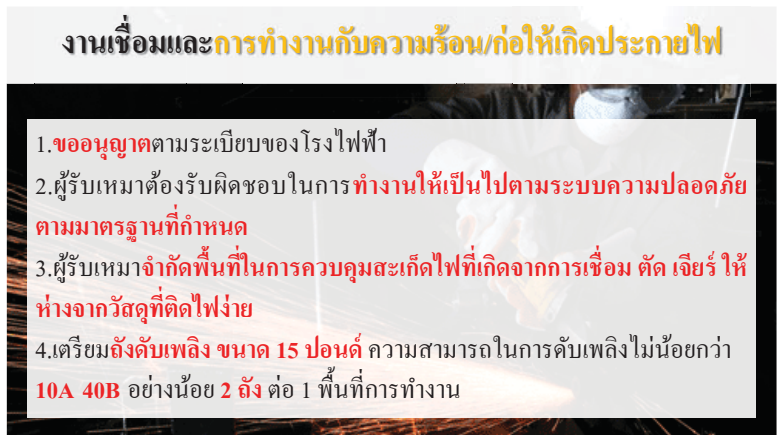 งานเชื่อมและการทำงานกับความร้อน/ก่อให้เกิดประกายไฟ
1.ขออนุญาตตามระเบียบของโรงไฟฟ้า
2.ผู้รับเหมาต้องรับผิดชอบในการทำงานให้เป็นไปตามระบบความปลอดภัย
ตามมาตรฐานที่กำหนด
3.ผู้รับเหมาจำกัดพื้นที่ในการควบคุมสะเก็ดไฟที่เกิดจากการเชื่อม ตัด เจียร์ ให้
ห่างจากวัสดุที่ติดไฟง่าย
4.เตรียมถังดับเพลิง ขนาด 15 ปอนด์ ความสามารถในการดับเพลิงไม่น้อยกว่า
10A 40B อย่างน้อย 2 ถัง ต่อ 1 พื้นที่การทำงาน